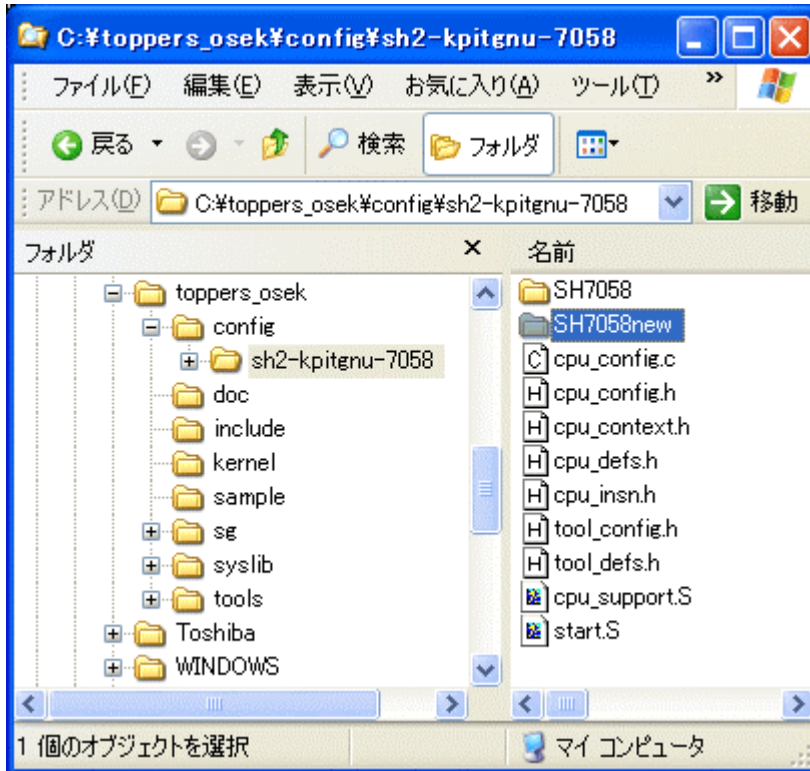 C:¥toppers_osek¥config¥sh2-kpitgnu-7058
ファイル(F) 編集(E) 表示(V) お気に入り(A) ツール(T) »
戻る 検索 フォルダ
アドレス(D) C:¥toppers_osek¥config¥sh2-kpitgnu-7058 移動
フォルダ × 名前
toppers_osek
config
sh2-kpitgnu-7058
doc
include
kernel
sample
sg
syslib
tools
Toshiba
WINDOWS
SH7058
SH7058new
cpu_config.c
cpu_config.h
cpu_context.h
cpu_defs.h
cpu_insn.h
tool_config.h
tool_defs.h
cpu_support.S
start.S
1 個のオブジェクトを選択 マイ コンピュータ